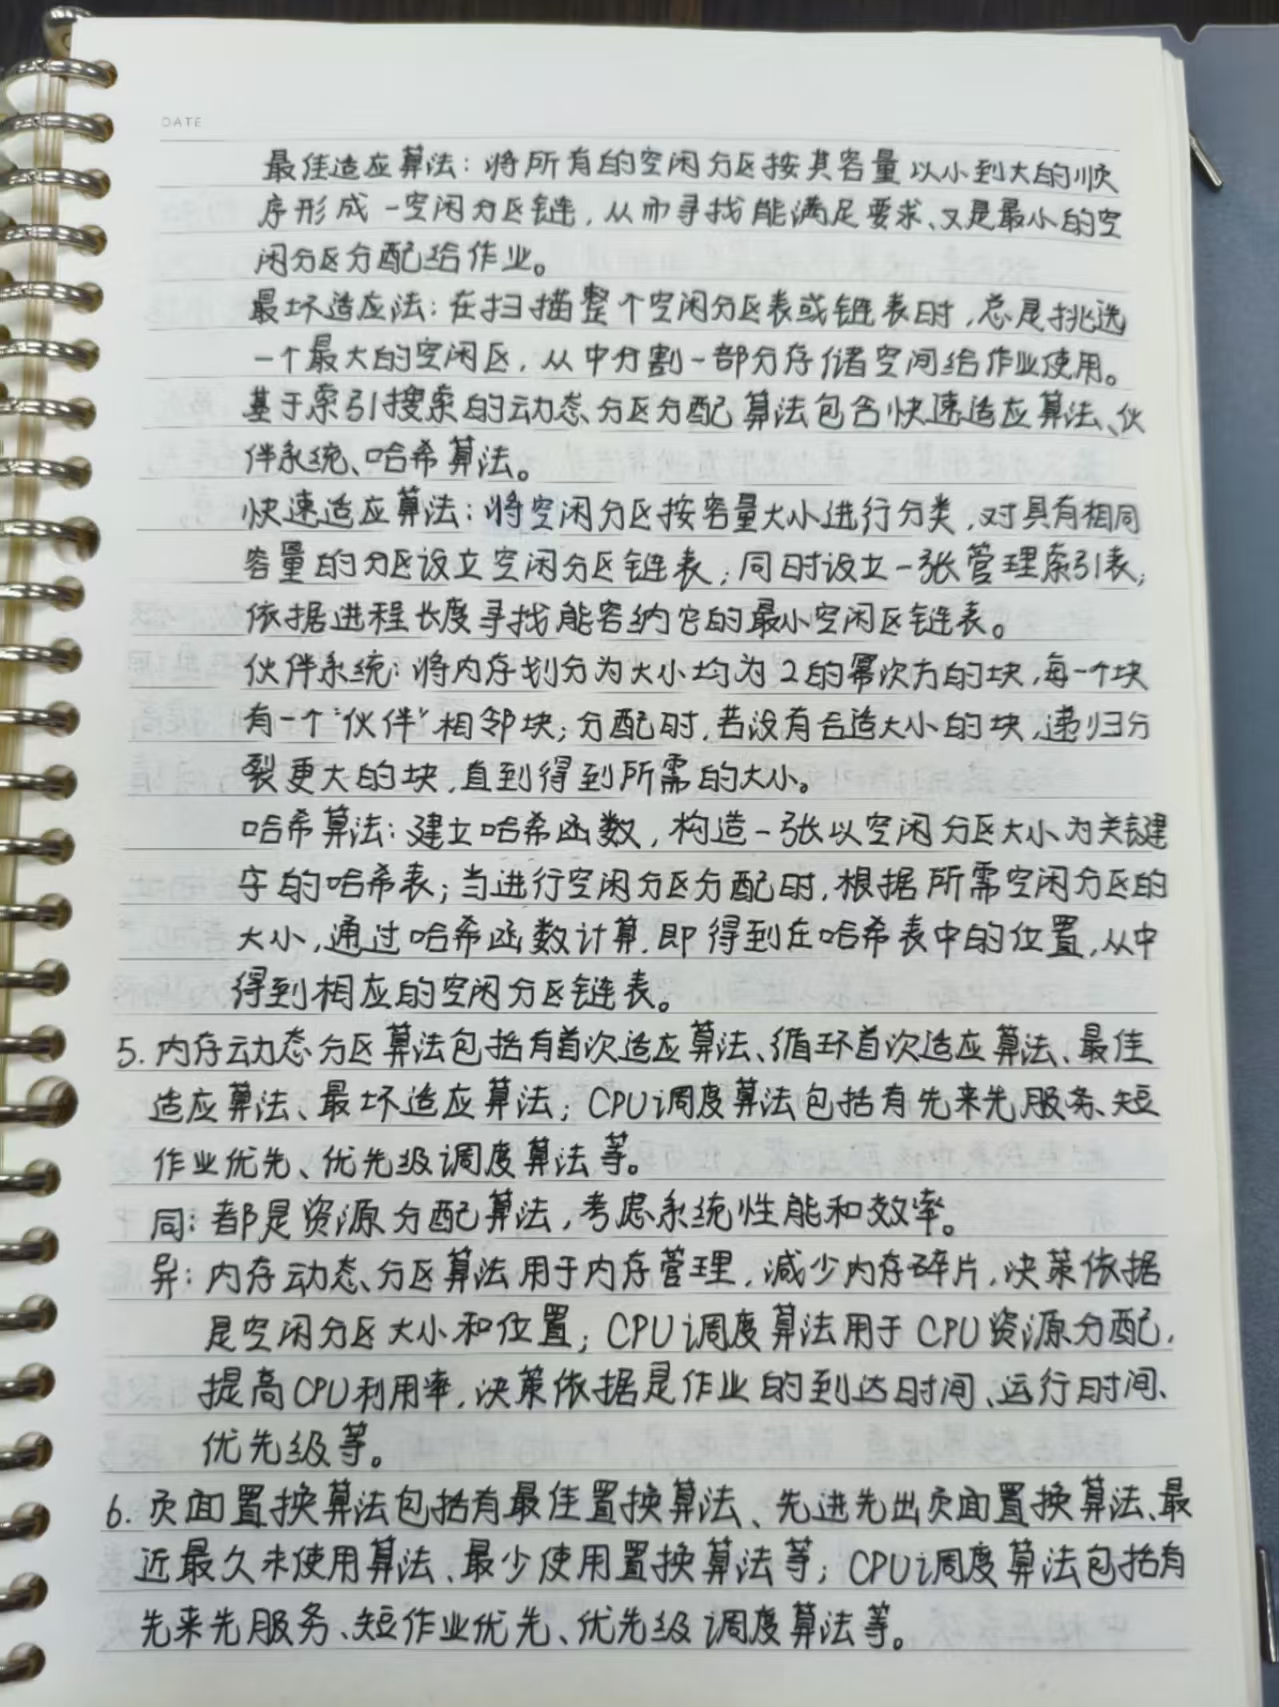 DATE
最佳适应算法：将所有的空闲分区按其容量以小到大的顺
序形成一空闲分区链，从而寻找能满足要求、又是最小的空
闲分区分配给作业。
最坏适应法：在扫描整个空闲分区表或链表时，总是挑选
一个最大的空闲区，从中分割一部分存储空间给作业使用。
基于索引搜索的动态分区分配算法包含快速适应算法、伙
伴系统、哈希算法。
快速适应算法：将空闲分区按容量大小进行分类，对具有相同
容量的分区设立空闲分区链表；同时设立一张管理索引表；
依据进程长度寻找能容纳它的最小空闲区链表。
伙伴系统：将内存划分为大小均为2的幂次方的块，每一个块
有一个“伙伴”相邻块；分配时，若没有合适大小的块，递归分
裂更大的块，直到得到所需的大小。
哈希算法：建立哈希函数，构造一张以空闲分区大小为关键
字的哈希表；当进行空闲分区分配时，根据所需空闲分区的
大小，通过哈希函数计算，即得到在哈希表中的位置，从中
得到相应的空闲分区链表。
5. 内存动态分区算法包括有首次适应算法、循环首次适应算法、最佳
适应算法、最坏适应算法；CPU调度算法包括有先来先服务、短
作业优先、优先级调度算法等。
同：都是资源分配算法，考虑系统性能和效率。
异：内存动态分区算法用于内存管理，减少内存碎片，决策依据
是空闲分区大小和位置；CPU调度算法用于CPU资源分配，
提高CPU利用率，决策依据是作业的到达时间、运行时间、
优先级等。
6. 页面置换算法包括有最佳置换算法、先进先出页面置换算法、最
近最久未使用算法、最少使用置换算法等；CPU调度算法包括有
先来先服务、短作业优先、优先级调度算法等。